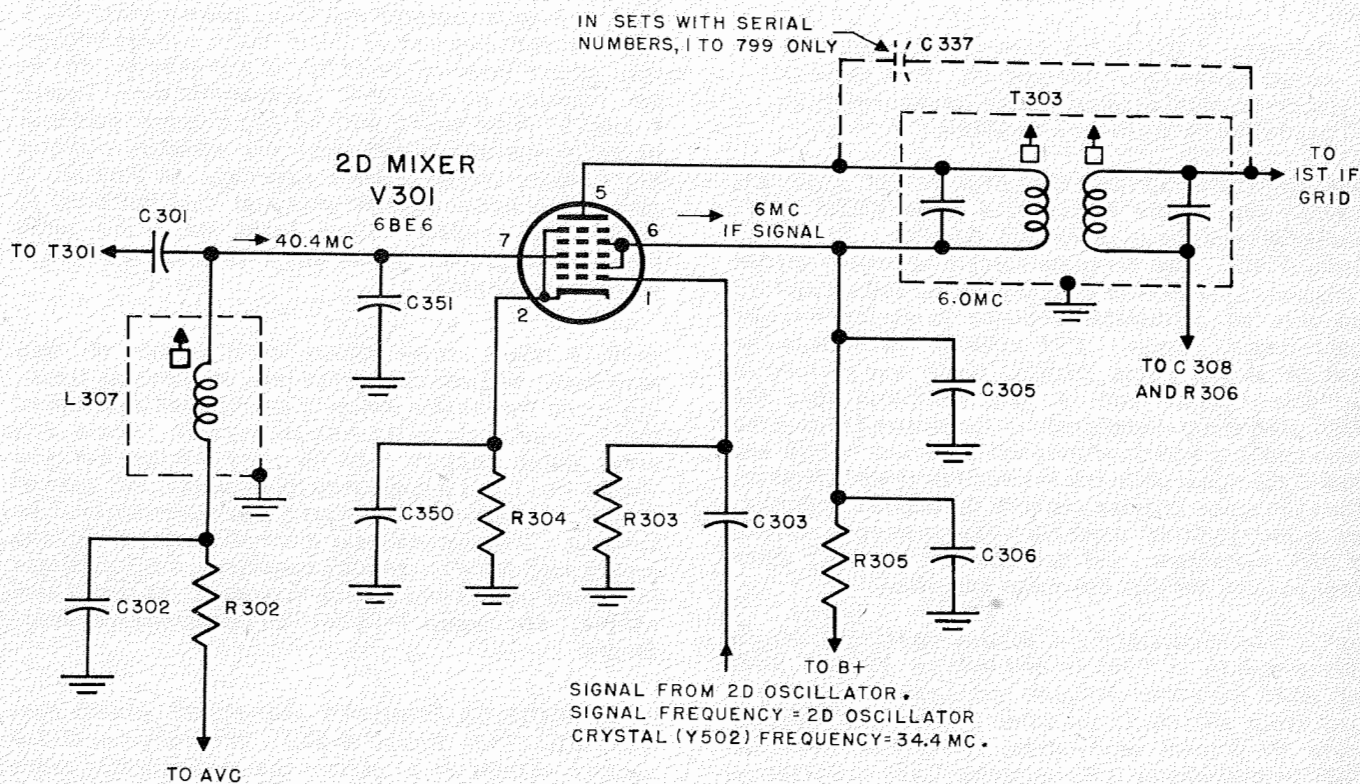 IN SETS WITH SERIAL
NUMBERS, 1 TO 799 ONLY
C337
T303
2D MIXER
V301
6BE6
5
TO
1ST IF
GRID
C301
TO T301
40.4MC
7
6
6MC
IF SIGNAL
C351
2
1
6.0MC
L307
TO C308
AND R306
C305
C350
R304
R303
C303
R305
C306
C302
R302
TO B+
SIGNAL FROM 2D OSCILLATOR.
SIGNAL FREQUENCY = 2D OSCILLATOR
CRYSTAL (Y502) FREQUENCY = 34.4 MC.
TO AVC